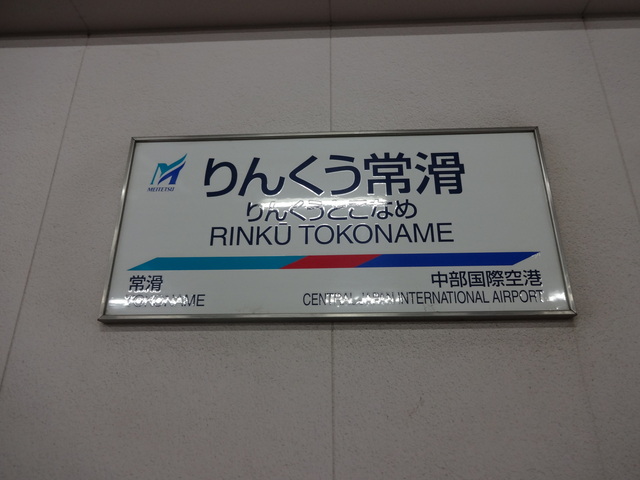 MEITETSU
りんくう常滑
りんくうとこなめ
RINKŪ TOKONAME
常滑
TOKONAME
中部国際空港
CENTRAL JAPAN INTERNATIONAL AIRPORT